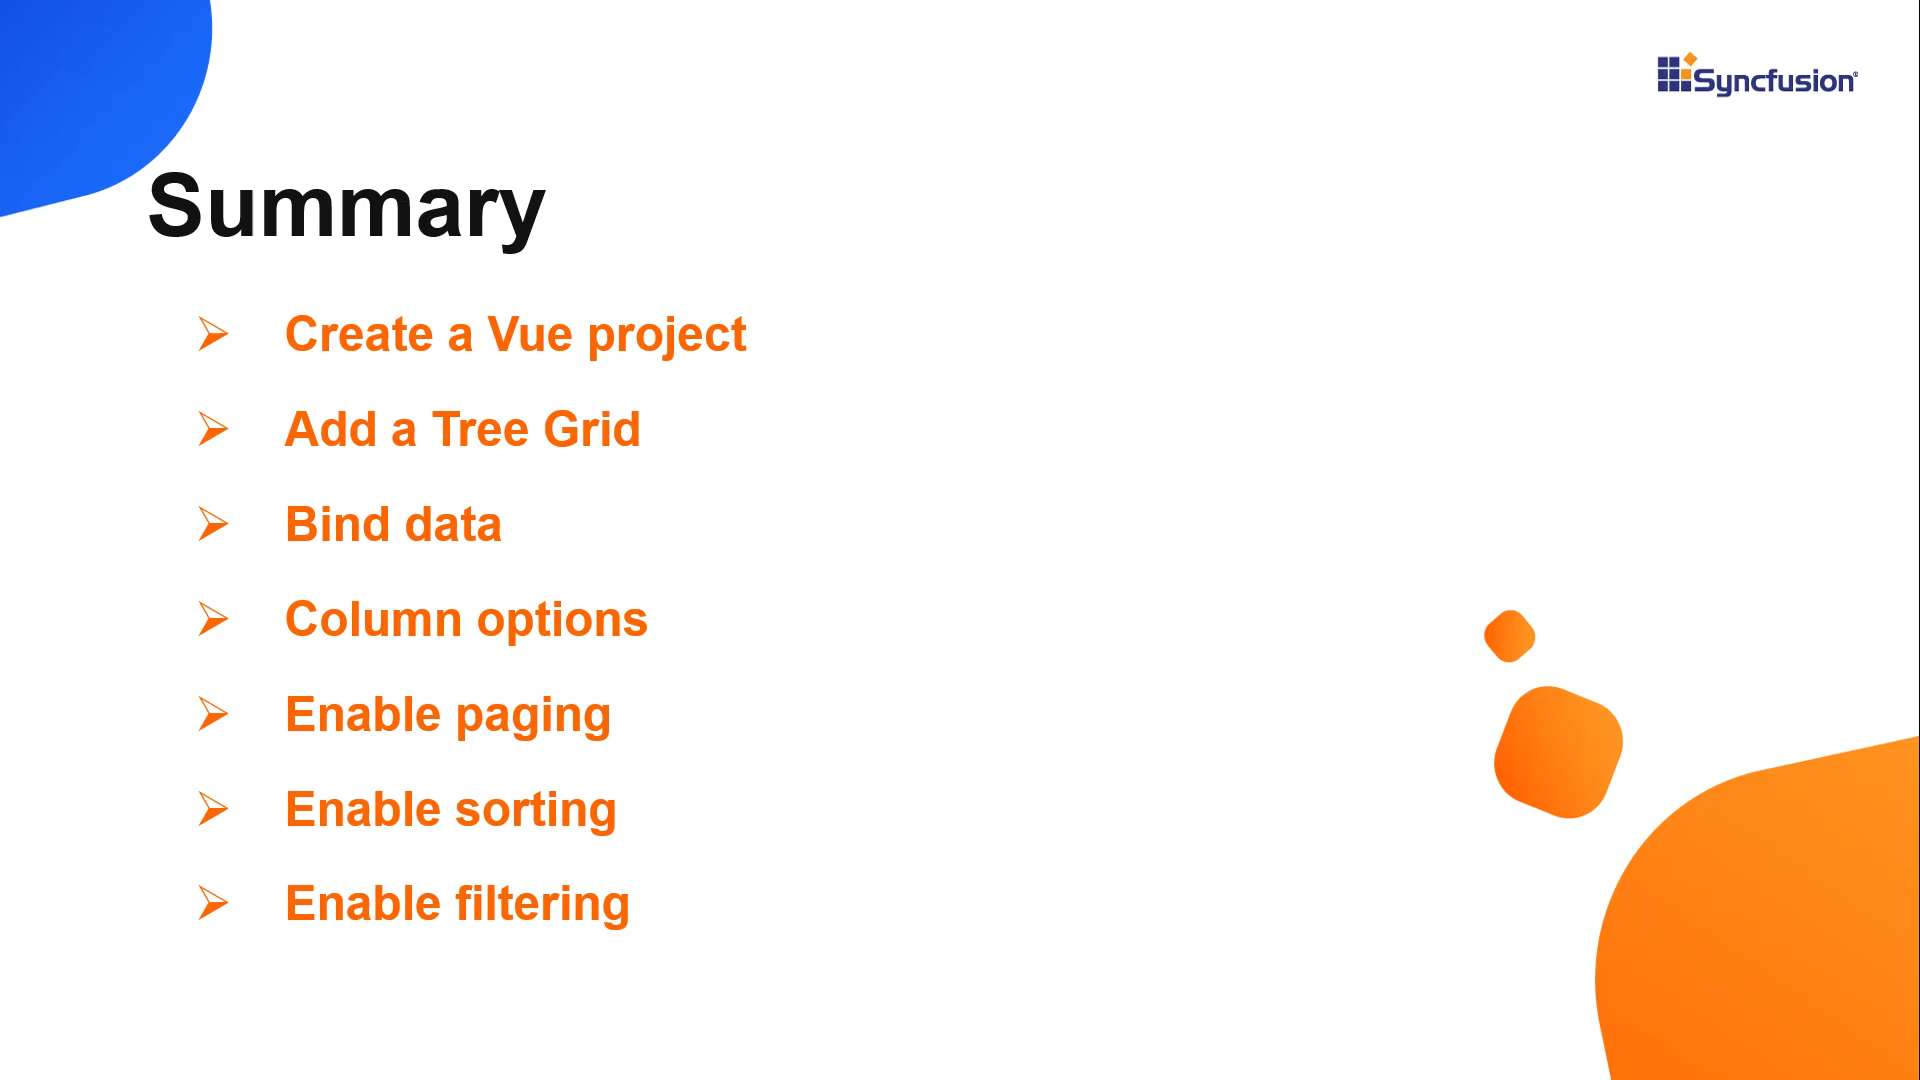 Syncfusion®
Summary
➢ Create a Vue project
➢ Add a Tree Grid
➢ Bind data
➢ Column options
➢ Enable paging
➢ Enable sorting
➢ Enable filtering